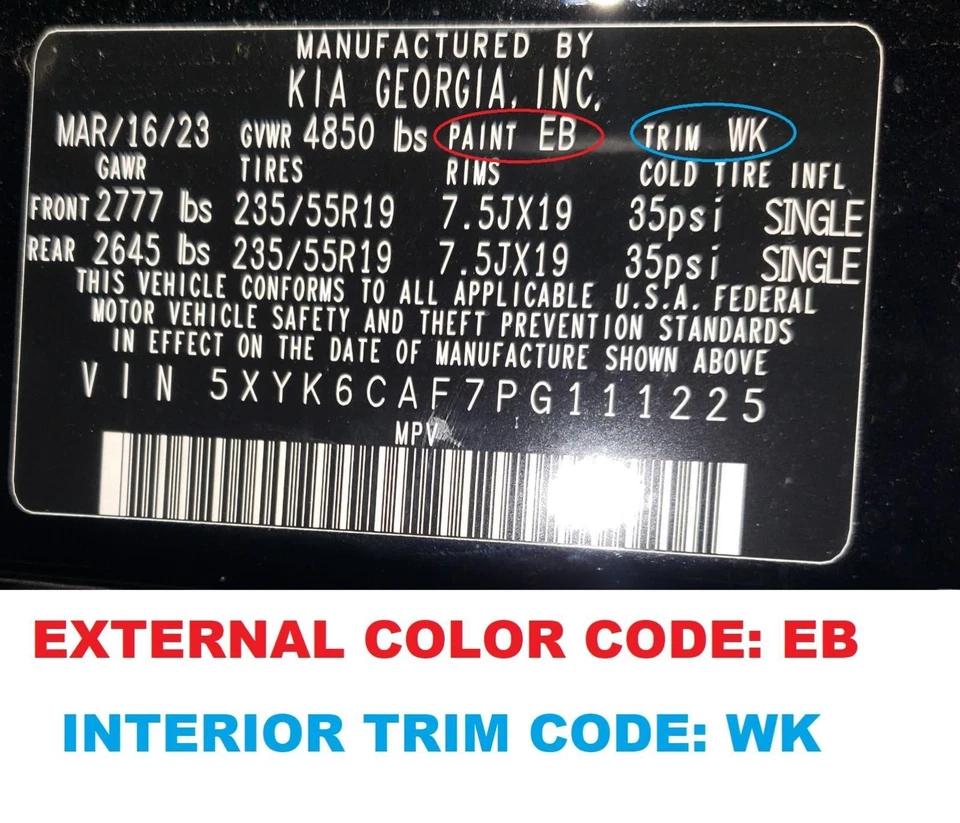 MANUFACTURED BY
KIA GEORGIA, INC.
MAR/16/23 GVWR 4850 lbs PAINT EB TRIM WK
GAWR TIRES RIMS COLD TIRE INFL
FRONT 2777 lbs 235/55R19 7.5JX19 35psi SINGLE
REAR 2645 lbs 235/55R19 7.5JX19 35psi SINGLE
THIS VEHICLE CONFORMS TO ALL APPLICABLE U.S.A. FEDERAL
MOTOR VEHICLE SAFETY AND THEFT PREVENTION STANDARDS
IN EFFECT ON THE DATE OF MANUFACTURE SHOWN ABOVE
VIN 5XYK6CAF7PG111225
MPV
EXTERNAL COLOR CODE: EB
INTERIOR TRIM CODE: WK